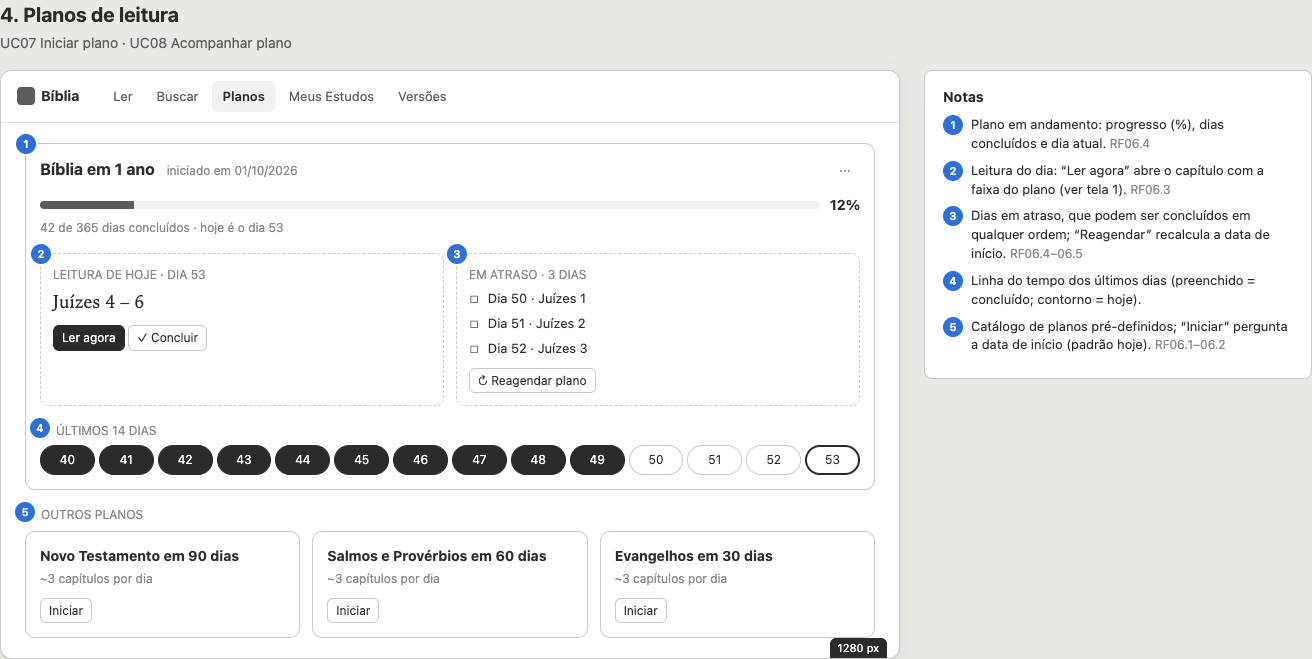 4. Planos de leitura
UC07 Iniciar plano · UC08 Acompanhar plano
Bíblia
Ler
Buscar
Planos
Meus Estudos
Versões
1
Bíblia em 1 ano
iniciado em 01/10/2026
...
12%
42 de 365 dias concluídos · hoje é o dia 53
2
LEITURA DE HOJE · DIA 53
Juízes 4 – 6
Ler agora
✓ Concluir
3
EM ATRASO · 3 DIAS
Dia 50 · Juízes 1
Dia 51 · Juízes 2
Dia 52 · Juízes 3
↻ Reagendar plano
4
ÚLTIMOS 14 DIAS
40
41
42
43
44
45
46
47
48
49
50
51
52
53
5
OUTROS PLANOS
Novo Testamento em 90 dias
~3 capítulos por dia
Iniciar
Salmos e Provérbios em 60 dias
~3 capítulos por dia
Iniciar
Evangelhos em 30 dias
~3 capítulos por dia
Iniciar
1280 px
Notas
1 Plano em andamento: progresso (%), dias
concluídos e dia atual. RF06.4
2 Leitura do dia: “Ler agora” abre o capítulo com a
faixa do plano (ver tela 1). RF06.3
3 Dias em atraso, que podem ser concluídos em
qualquer ordem; “Reagendar” recalcula a data de
início. RF06.4–06.5
4 Linha do tempo dos últimos dias (preenchido =
concluído; contorno = hoje).
5 Catálogo de planos pré-definidos; “Iniciar” pergunta
a data de início (padrão hoje). RF06.1–06.2